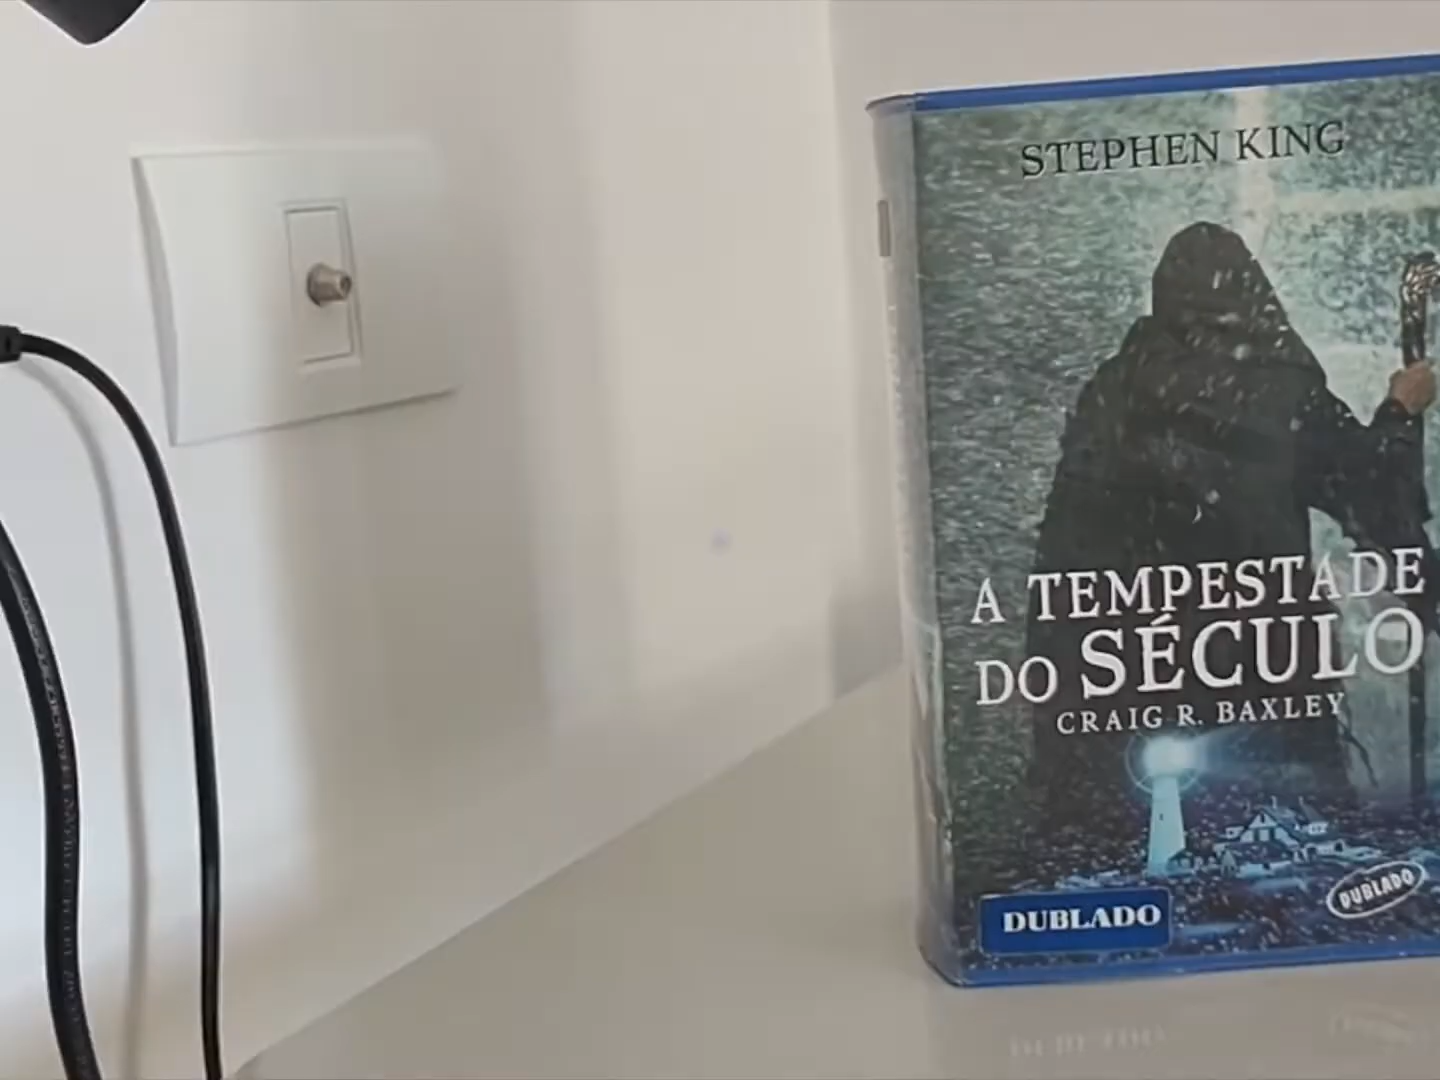 STEPHEN KING
A TEMPESTADE
DO SÉCULO
CRAIG R. BAXLEY
DUBLADO
DUBLADO